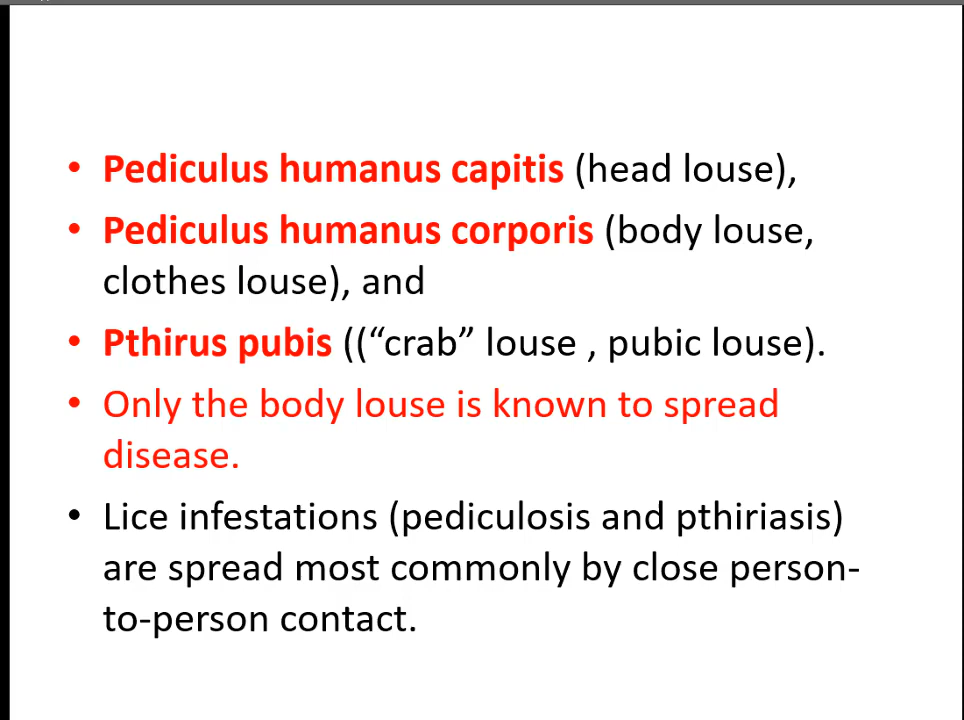 • Pediculus humanus capitis (head louse),
• Pediculus humanus corporis (body louse,
clothes louse), and
• Pthirus pubis ((“crab” louse , pubic louse).
• Only the body louse is known to spread
disease.
• Lice infestations (pediculosis and pthiriasis)
are spread most commonly by close person-
to-person contact.